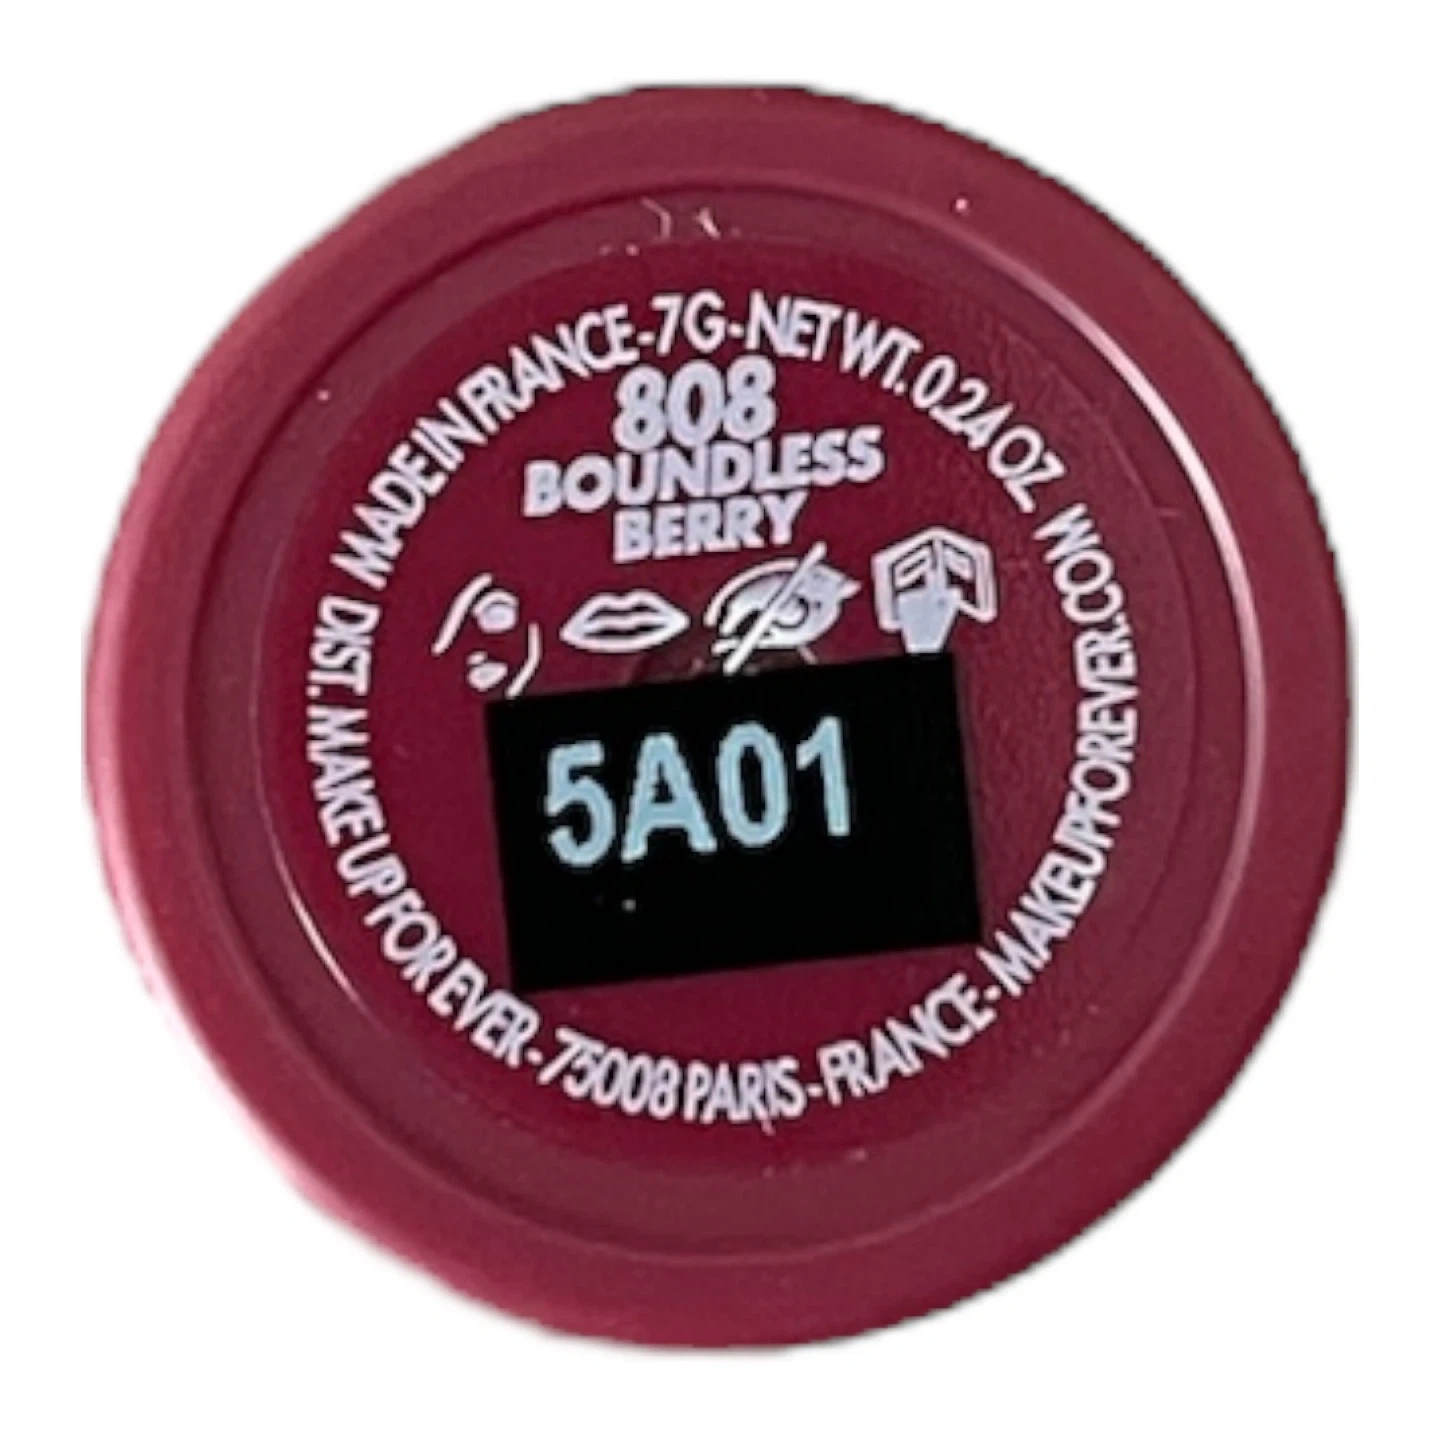 MADE IN FRANCE - 7G - NET WT. 0.24 OZ
808
BOUNDLESS
BERRY
5A01
DIST. MAKE UP FOR EVER - 75008 PARIS - FRANCE - MAKEUPFOREVER.COM